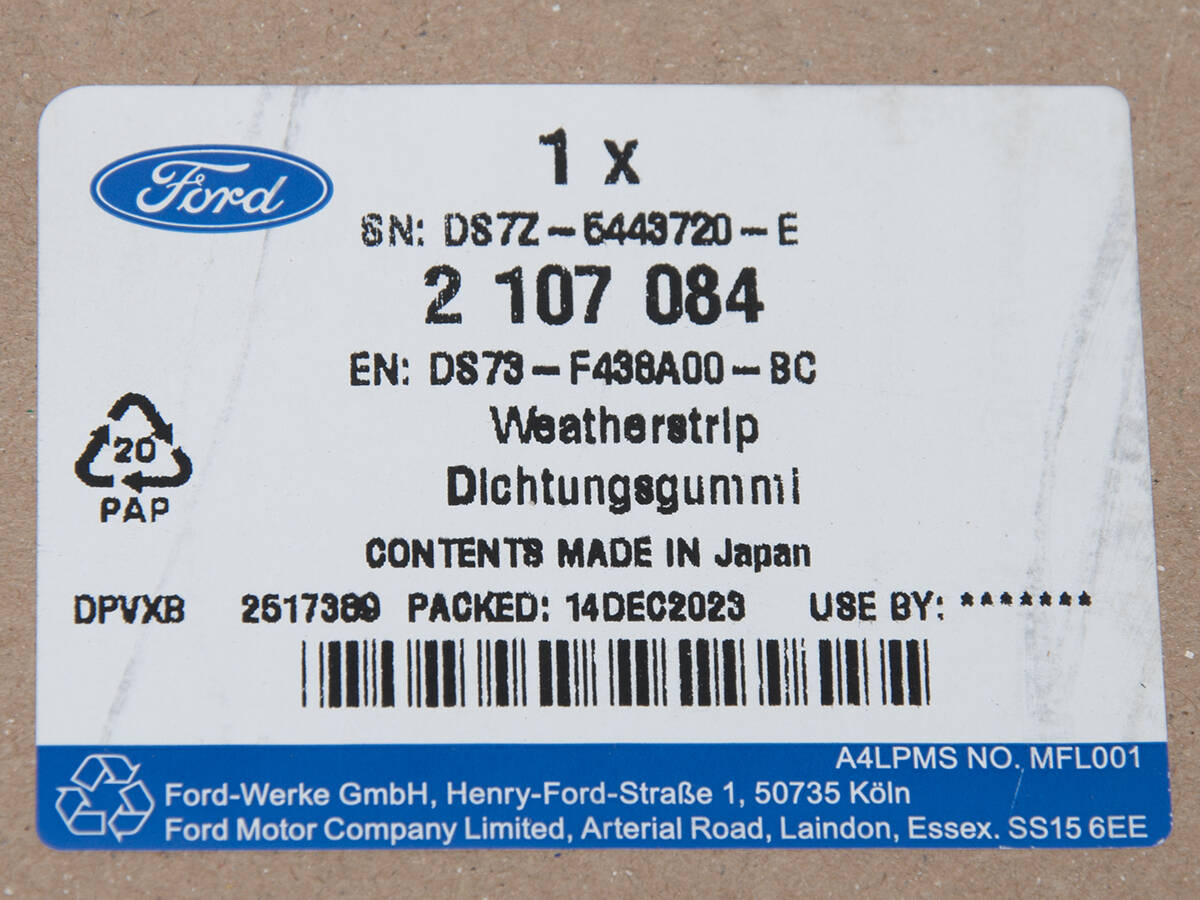 Ford
1 x
SN: DS7Z-5443720-E
2 107 084
EN: DS73-F438A00-BC
Weatherstrip
Dichtungsgummi
20
PAP
CONTENTS MADE IN Japan
DPVXB 2517389 PACKED: 14DEC2023 USE BY: *******
A4LPMS NO. MFL001
Ford-Werke GmbH, Henry-Ford-Straße 1, 50735 Köln
Ford Motor Company Limited, Arterial Road, Laindon, Essex. SS15 6EE